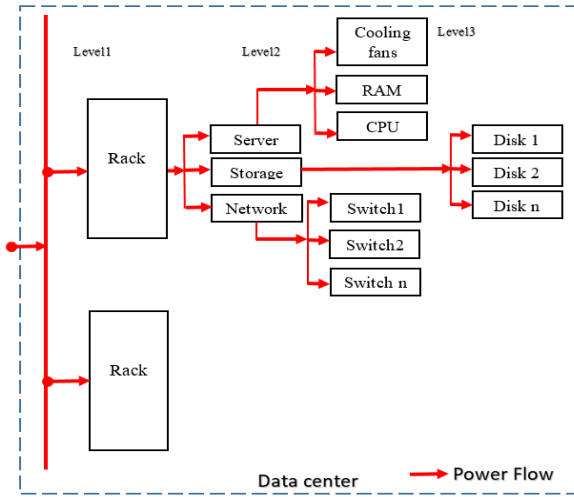 Level1
Level2
Level3
Cooling
fans
RAM
CPU
Rack
Server
Storage
Network
Disk 1
Disk 2
Disk n
Switch1
Switch2
Switch n
Rack
Data center
Power Flow